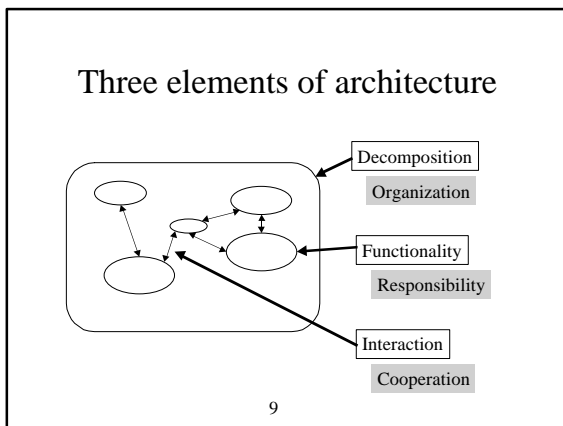 Three elements of architecture
Decomposition
Organization
Functionality
Responsibility
Interaction
Cooperation
9